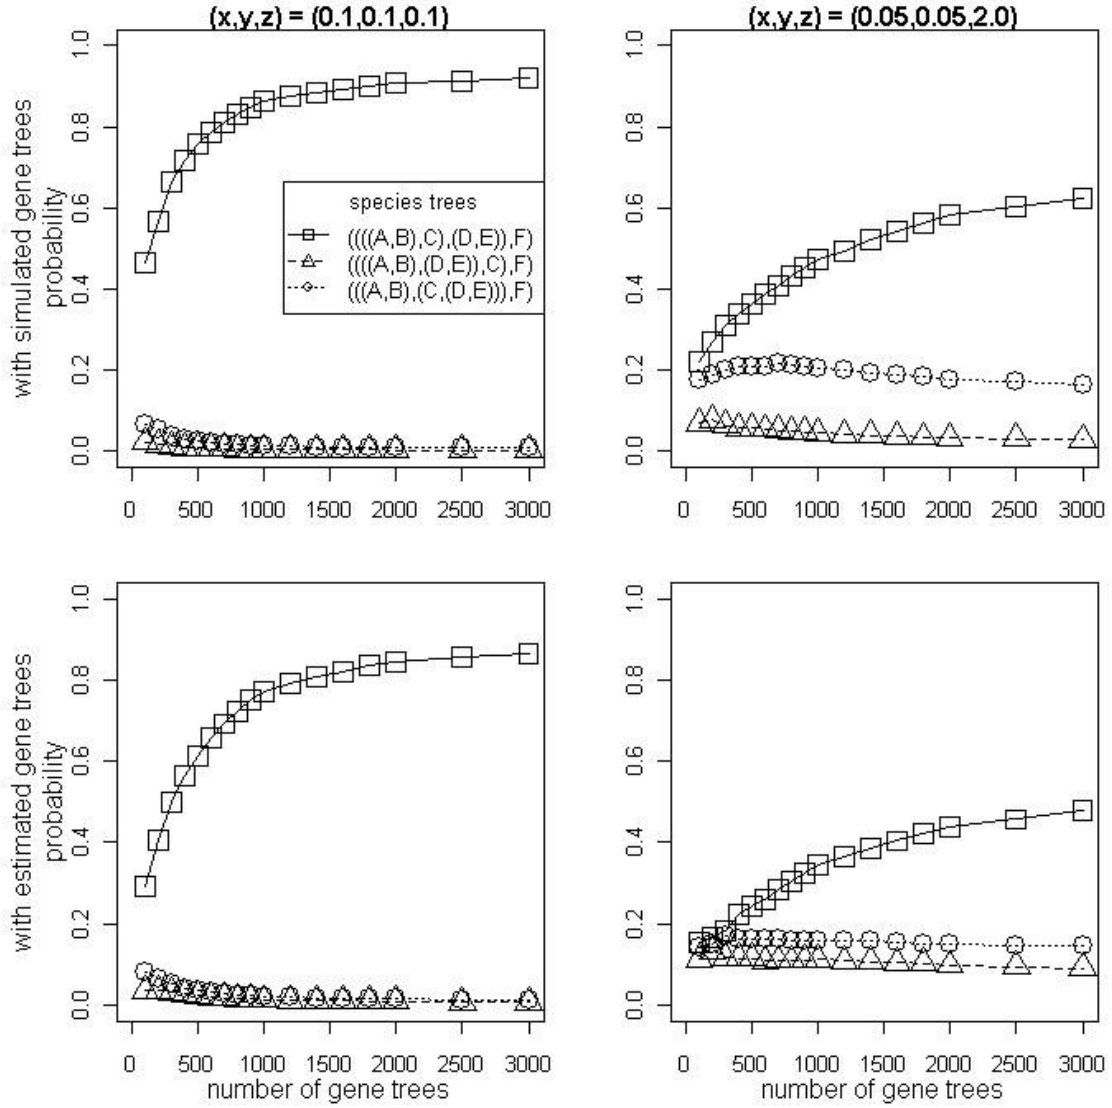 (x,y,z) = (0.1,0.1,0.1)
(x,y,z) = (0.05,0.05,2.0)
with simulated gene trees
probability
0.0 0.2 0.4 0.6 0.8 1.0
species trees
((((A,B),C),(D,E)),F)
((((A,B),(D,E)),C),F)
(((A,B),(C,(D,E))),F)
0 500 1000 1500 2000 2500 3000
0.0 0.2 0.4 0.6 0.8 1.0
0 500 1000 1500 2000 2500 3000
with estimated gene trees
probability
0.0 0.2 0.4 0.6 0.8 1.0
0 500 1000 1500 2000 2500 3000
number of gene trees
0.0 0.2 0.4 0.6 0.8 1.0
0 500 1000 1500 2000 2500 3000
number of gene trees